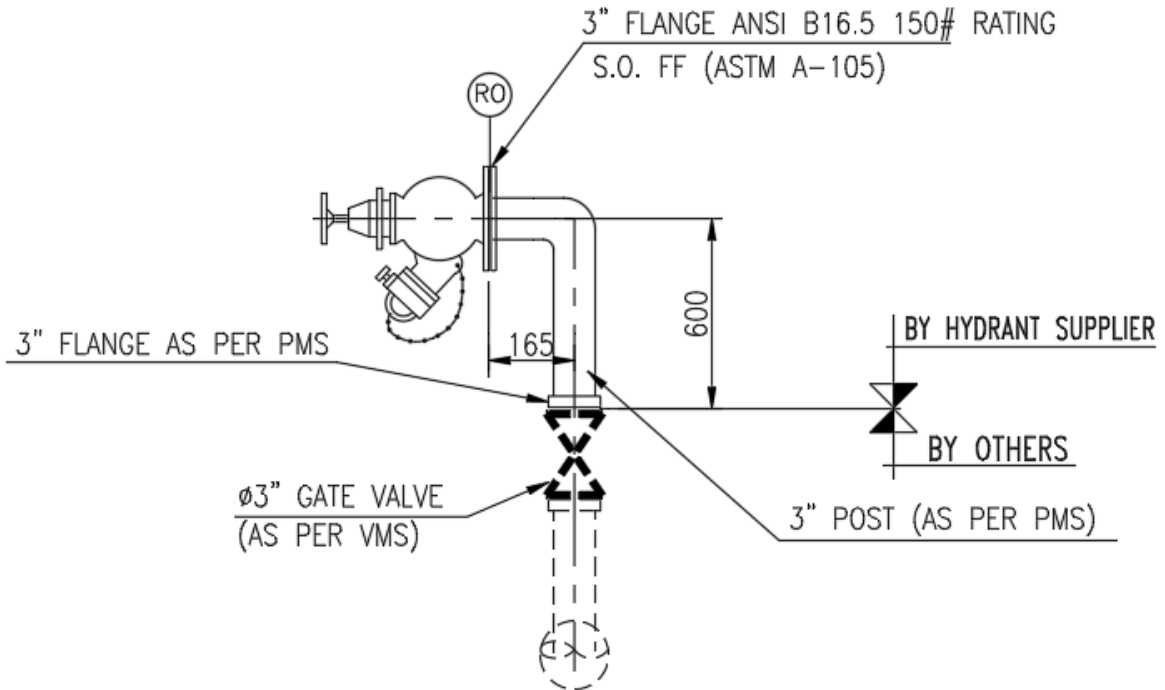 3" FLANGE ANSI B16.5 150# RATING
S.O. FF (ASTM A-105)
RO
3" FLANGE AS PER PMS
165
600
BY HYDRANT SUPPLIER
BY OTHERS
ø3" GATE VALVE
(AS PER VMS)
3" POST (AS PER PMS)